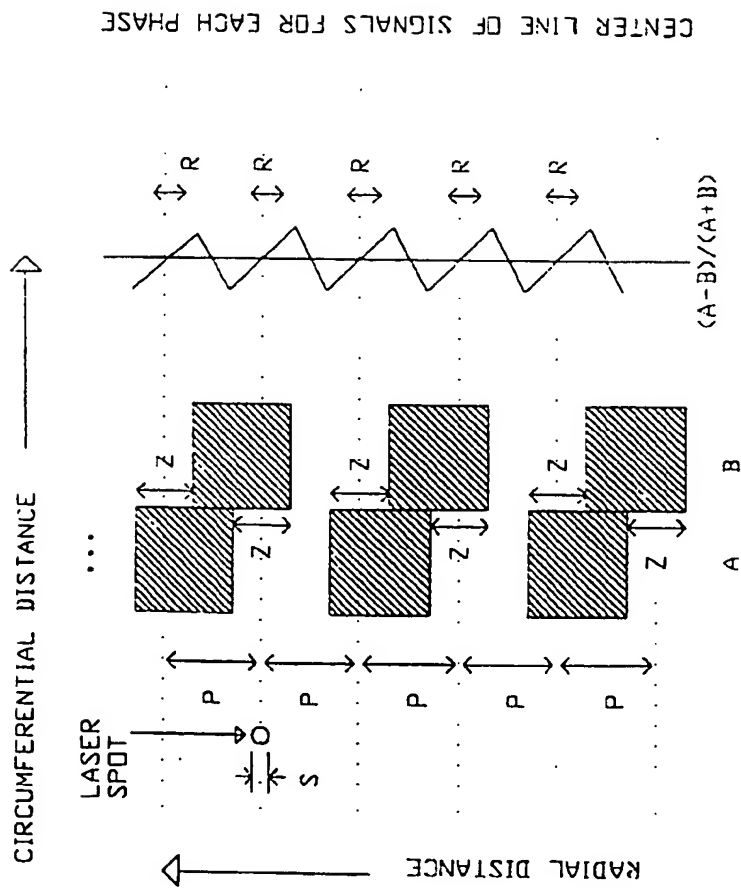 CIRCUMFERENTIAL DISTANCE
LASER
SPOT
...
CENTER LINE OF SIGNALS FOR EACH PHASE
RADIAL DISTANCE
S
P
P
P
P
P
Z
Z
Z
Z
Z
Z
R
R
R
R
R
A
B
(A-B)/(A+B)